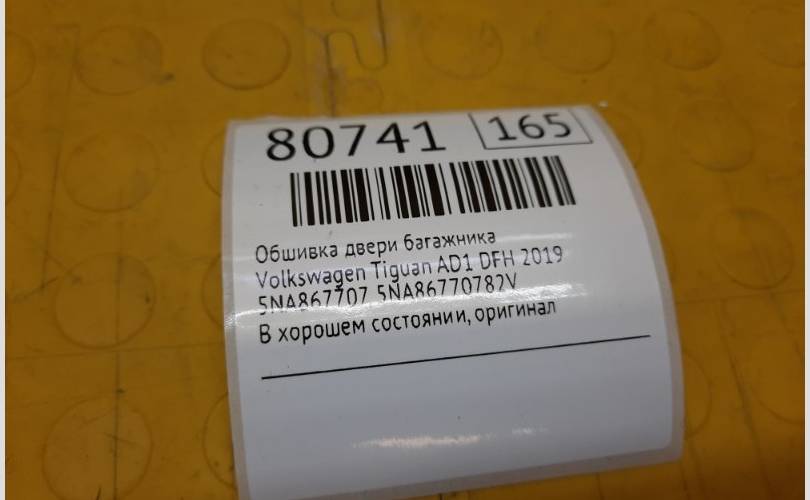 80741 165
Обшивка двери багажника
Volkswagen Tiguan AD1 DFH 2019
5NA867707 5NA86770782V
В хорошем состоянии, оригинал